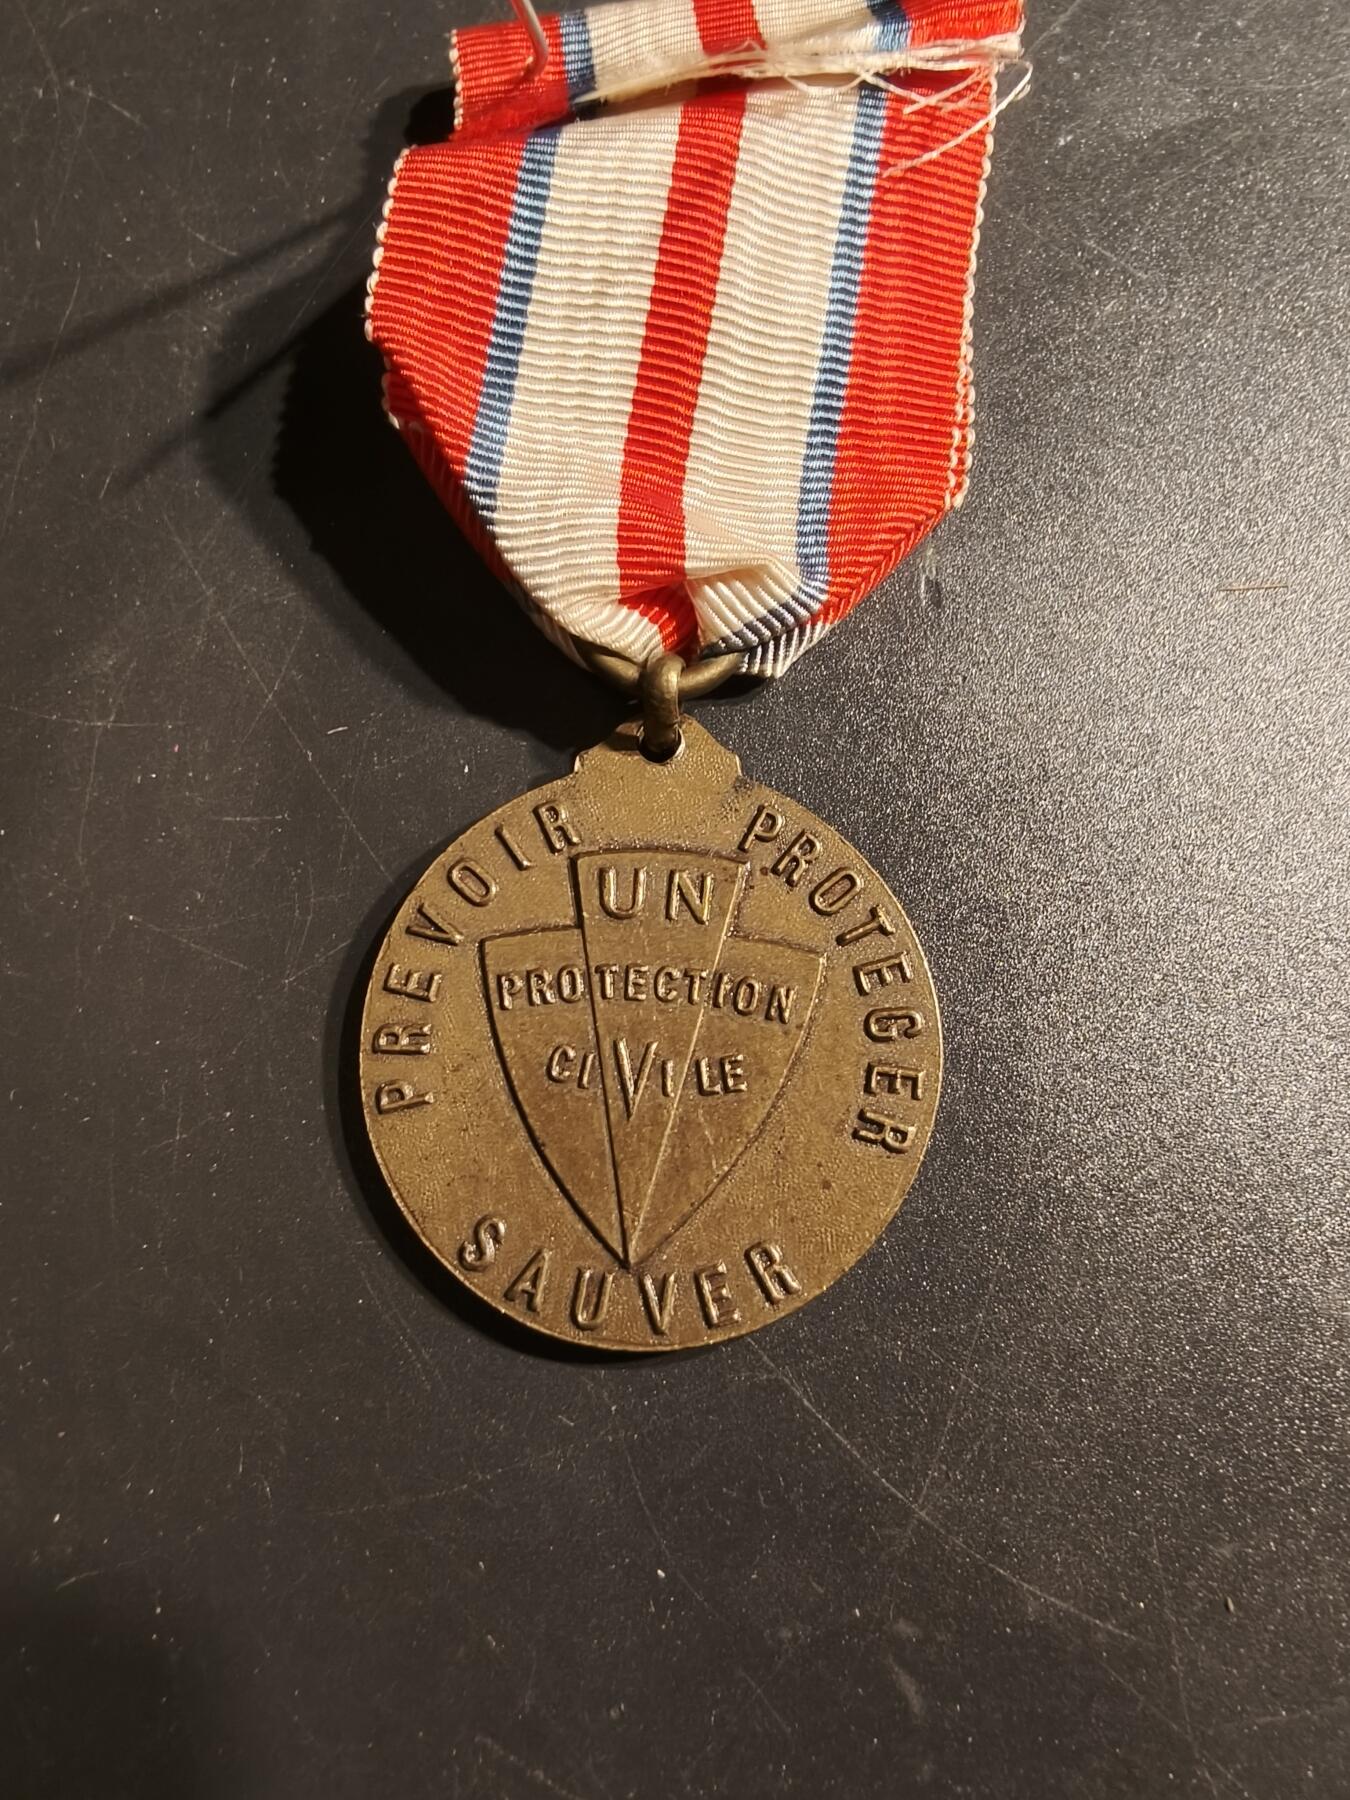 PREVOIR
PROTEGER
UN
PROTECTION
CIVILE
SAUVER